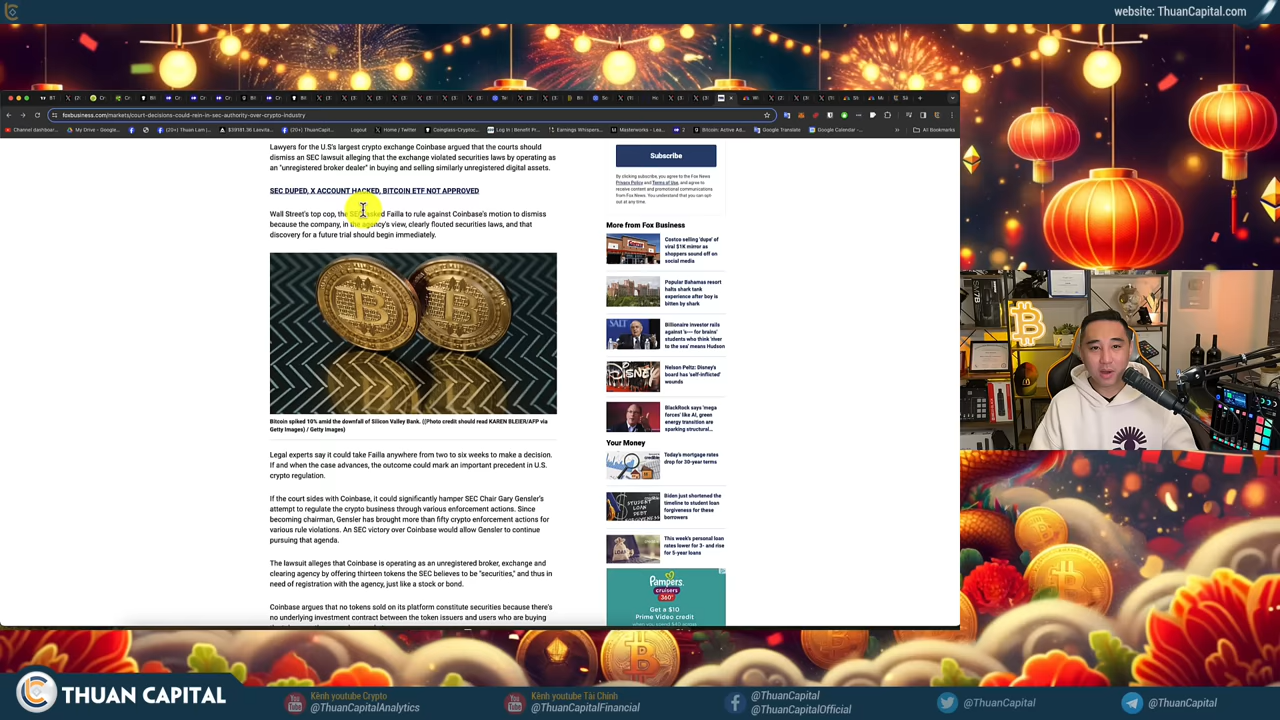 website: ThuanCapital.com
foxbusiness.com/markets/court-decisions-could-rein-in-sec-authority-over-crypto-industry
Channel dashboar...
My Drive - Google...
(20+) Thuan Lam |...
(20+) ThuanCapit...
Logout
Home / Twitter
Coinglass-Cryptoc...
Log In | Benefit Pr...
Earnings Whispers...
Masterworks - Lea...
2
Bitcoin: Active Ad...
Google Translate
Google Calendar -...
All Bookmarks
Lawyers for the U.S's largest crypto exchange Coinbase argued that the courts should
dismiss an SEC lawsuit alleging that the exchange violated securities laws by operating as
an "unregistered broker dealer" in buying and selling similarly unregistered digital assets.
SEC DUPED, X ACCOUNT HACKED, BITCOIN ETF NOT APPROVED
Wall Street's top cop, the SEC asked Failla to rule against Coinbase's motion to dismiss
because the company, in the agency's view, clearly flouted securities laws, and that
discovery for a future trial should begin immediately.
Bitcoin spiked 10% amid the downfall of Silicon Valley Bank. ((Photo credit should read KAREN BLEIER/AFP via
Getty Images) / Getty Images)
Legal experts say it could take Failla anywhere from two to six weeks to make a decision.
If and when the case advances, the outcome could mark an important precedent in U.S.
crypto regulation.
If the court sides with Coinbase, it could significantly hamper SEC Chair Gary Gensler's
attempt to regulate the crypto business through various enforcement actions. Since
becoming chairman, Gensler has brought more than fifty crypto enforcement actions for
various rule violations. An SEC victory over Coinbase would allow Gensler to continue
pursuing that agenda.
The lawsuit alleges that Coinbase is operating as an unregistered broker, exchange and
clearing agency by offering thirteen tokens the SEC believes to be "securities," and thus in
need of registration with the agency, just like a stock or bond.
Coinbase argues that no tokens sold on its platform constitute securities because there's
no underlying investment contract between the token issuers and users who are buying
Subscribe
By clicking subscribe, you agree to the Fox News
Privacy Policy and Terms of Use, and agree to
receive content and promotional communications
from Fox News. You understand that you can opt
out at any time.
More from Fox Business
Costco selling 'dupe' of
viral $1K mirror as
shoppers sound off on
social media
Popular Bahamas resort
halts shark tank
experience after boy is
bitten by shark
SALT
Billionaire investor rails
against 's--- for brains'
students who think 'river
to the sea' means Hudson
DISNEY
Nelson Peltz: Disney's
board has 'self-inflicted'
wounds
BlackRock says 'mega
forces' like AI, green
energy transition are
sparking structural...
Your Money
Today's mortgage rates
drop for 30-year terms
STUDENT
LOAN
DEBT
Biden just shortened the
timeline to student loan
forgiveness for these
borrowers
LOANS
This week's personal loan
rates lower for 3- and rise
for 5-year loans
Pampers
cruisers
360°
Get a $10
Prime Video credit
when you spend $40 across
SM7B
THUAN CAPITAL
Kênh youtube Crypto
@ThuanCapitalAnalytics
Kênh youtube Tài Chính
@ThuanCapitalFinancial
@ThuanCapital
@ThuanCapitalOfficial
@ThuanCapital